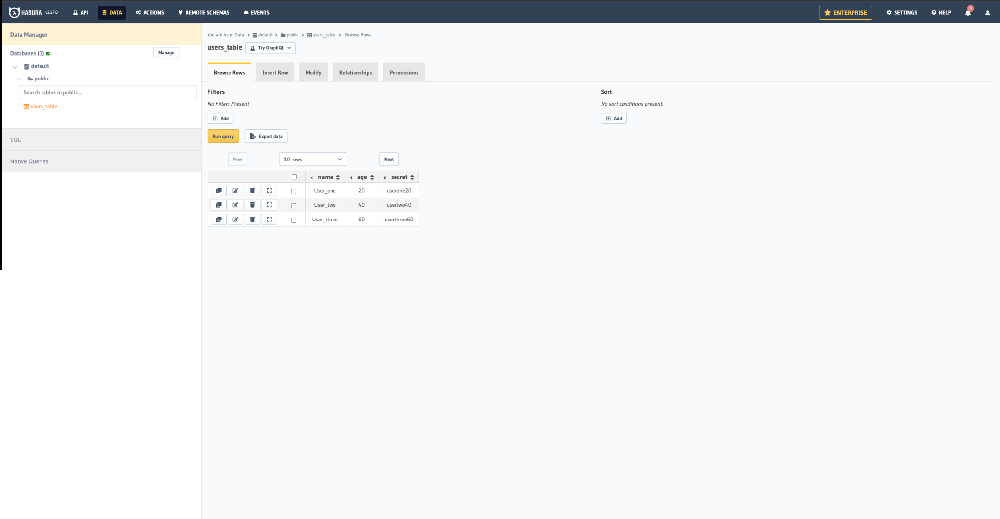 HASURA v2.27.0 API DATA ACTIONS REMOTE SCHEMAS EVENTS ENTERPRISE SETTINGS HELP 6
Data Manager
Databases (1) Manage
default
public
Search tables in public....
users_table
SQL
Native Queries
You are here: Data > default > public > users_table > Browse Rows
users_table Try GraphQL
Browse Rows Insert Row Modify Relationships Permissions
Filters Sort
No Filters Present No sort conditions present.
Add Add
Run query Export data
Prev 10 rows Next
name age secret
User_one 20 userone20
User_two 40 usertwo40
User_three 60 userthree60